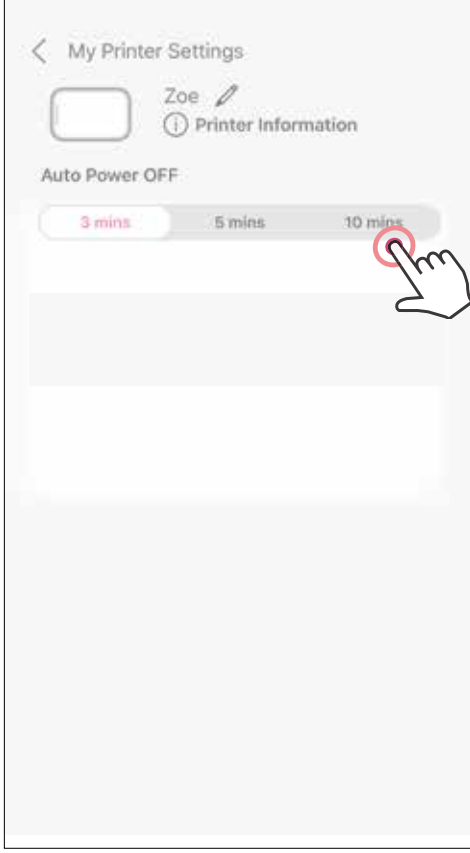 My Printer Settings
Zoe
Printer Information
Auto Power OFF
3 mins 5 mins 10 mins